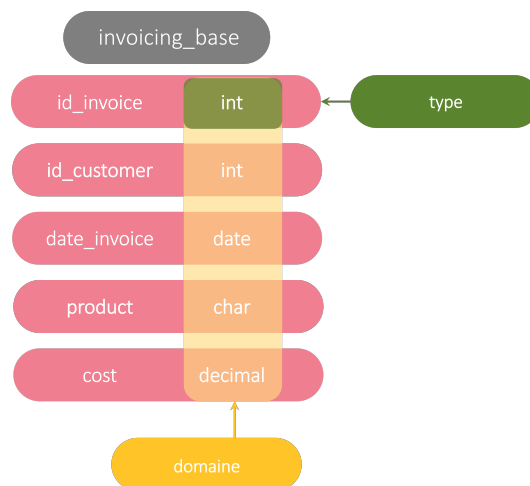 invoicing_base
id_invoice int type
id_customer int
date_invoice date
product char
cost decimal
domaine